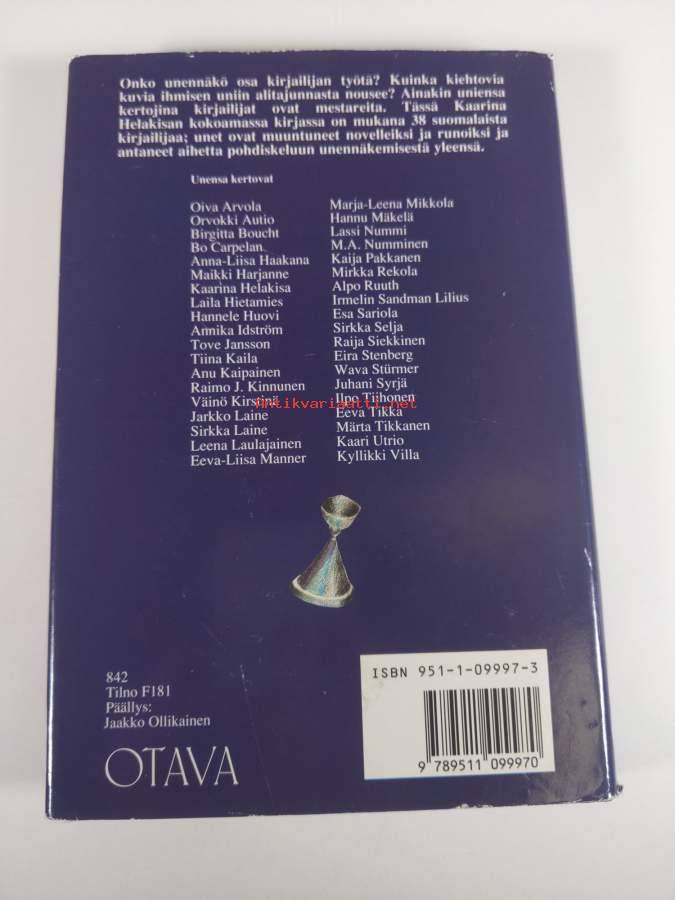 Onko unennäkö osa kirjailijan työtä? Kuinka kiehtovia
kuvia ihmisen uniin alitajunnasta nousee? Ainakin uniensa
kertojina kirjailijat ovat mestareita. Tässä Kaarina
Helakisan kokoamassa kirjassa on mukana 38 suomalaista
kirjailijaa; unet ovat muuntuneet novelleiksi ja runoiksi ja
antaneet aihetta pohdiskeluun unennäkemisestä yleensä.
Unensa kertovat
Oiva Arvola
Orvokki Autio
Birgitta Boucht
Bo Carpelan
Anna-Liisa Haakana
Maikki Harjanne
Kaarina Helakisa
Laila Hietamies
Hannele Huovi
Annika Idström
Tove Jansson
Tiina Kaila
Anu Kaipainen
Raimo J. Kinnunen
Väinö Kirstinä
Jarkko Laine
Sirkka Laine
Leena Laulajainen
Eeva-Liisa Manner
Marja-Leena Mikkola
Hannu Mäkelä
Lassi Nummi
M.A. Numminen
Kaija Pakkanen
Mirkka Rekola
Alpo Ruuth
Irmelin Sandman Lilius
Esa Sariola
Sirkka Selja
Raija Siekkinen
Eira Stenberg
Wava Stürmer
Juhani Syrjä
Ilpo Tiihonen
Eeva Tikka
Märta Tikkanen
Kaari Utrio
Kyllikki Villa
Antikvariaatti.net
842
Tilno F181
Päällys:
Jaakko Ollikainen
OTAVA
ISBN 951-1-09997-3
9 789511 099970